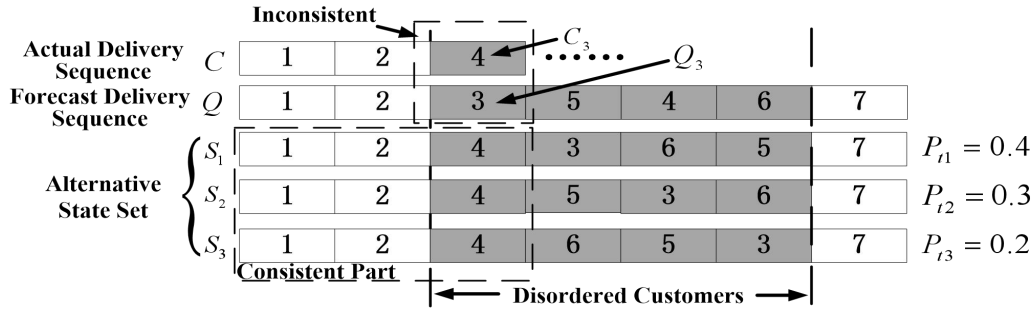 Inconsistent
Actual Delivery Sequence C 1 2 4 C₃ ......
Q₃
Forecast Delivery Sequence Q 1 2 3 5 4 6 7
Alternative State Set
S₁ 1 2 4 3 6 5 7 Pₜ₁ = 0.4
S₂ 1 2 4 5 3 6 7 Pₜ₂ = 0.3
S₃ 1 2 4 6 5 3 7 Pₜ₃ = 0.2
Consistent Part
Disordered Customers